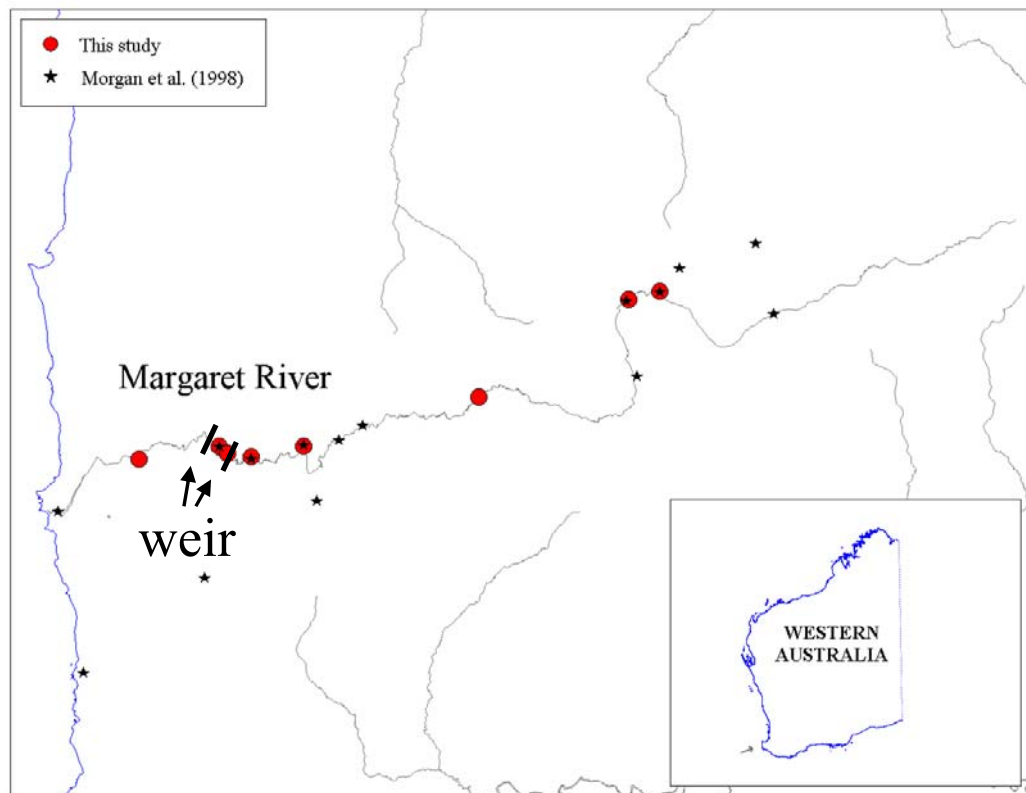 This study
Morgan et al. (1998)
Margaret River
weir
WESTERN
AUSTRALIA